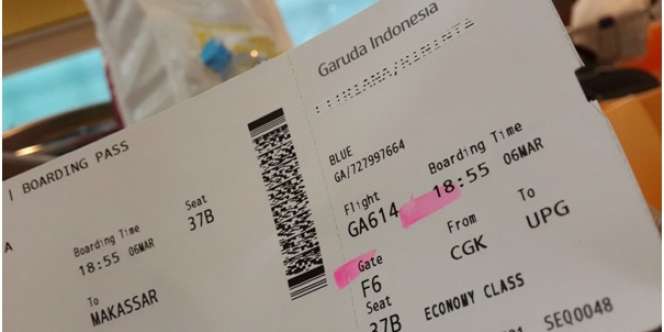 | BOARDING PASS
Seat
37B
Boarding Time
18:55 06MAR
To
MAKASSAR
Garuda Indonesia
BLUE
GA/727997664
Flight
GA614
Boarding Time
18:55 06MAR
Gate
F6
From
CGK
To
UPG
Seat
37B
ECONOMY CLASS
SEQ0048